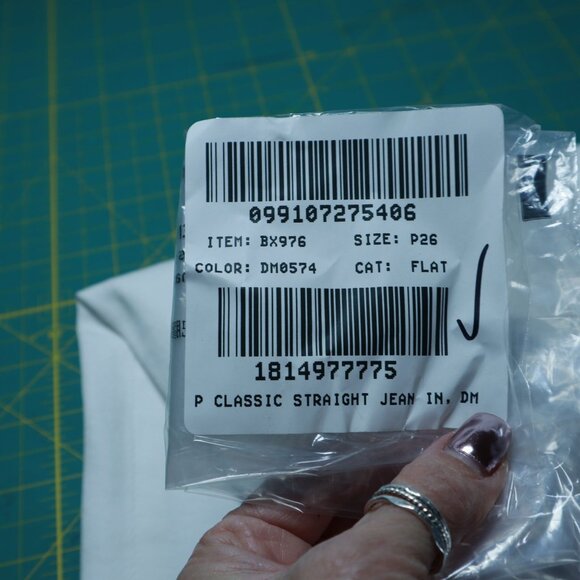 099107275406
ITEM: BX976 SIZE: P26
COLOR: DM0574 CAT: FLAT
1814977775
P CLASSIC STRAIGHT JEAN IN, DM